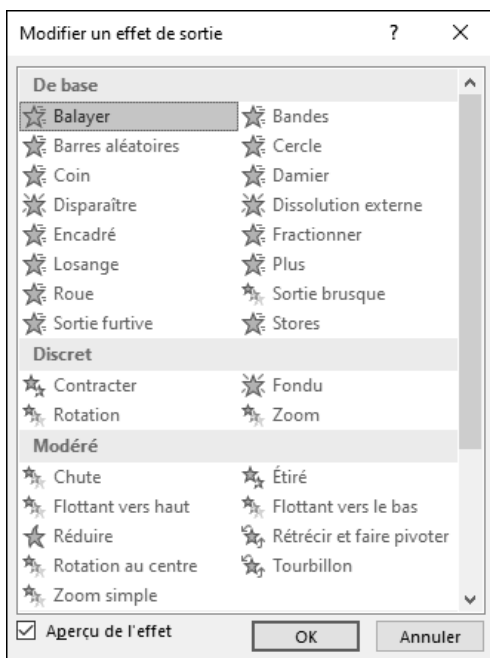 Modifier un effet de sortie ?
De base
Balayer Bandes
Barres aléatoires Cercle
Coin Damier
Disparaître Dissolution externe
Encadré Fractionner
Losange Plus
Roue Sortie brusque
Sortie furtive Stores
Discret
Contracter Fondu
Rotation Zoom
Modéré
Chute Étiré
Flottant vers haut Flottant vers le bas
Réduire Rétrécir et faire pivoter
Rotation au centre Tourbillon
Zoom simple
Aperçu de l'effet OK Annuler